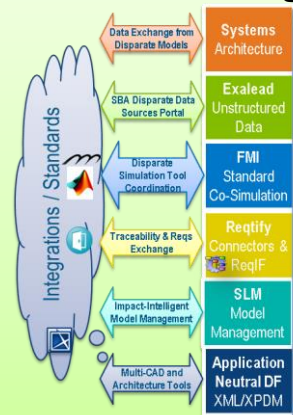 Integrations / Standards
Data Exchange from
Disparate Models
Systems
Architecture
SBA Disparate Data
Sources Portal
Exalead
Unstructured
Data
Disparate
Simulation Tool
Coordination
FMI
Standard
Co-Simulation
Traceability & Reqs
Exchange
Reqtify
Connectors &
ReqIF
Impact-Intelligent
Model Management
SLM
Model
Management
Multi-CAD and
Architecture Tools
Application
Neutral DF
XML/XPDM